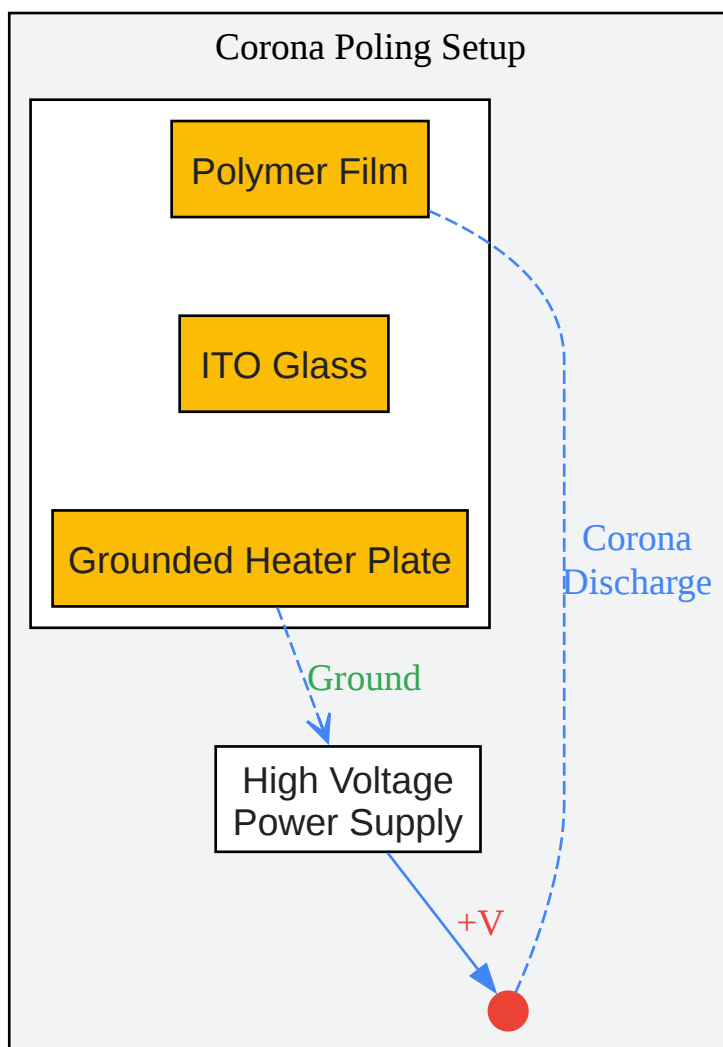 Corona Poling Setup
Polymer Film
ITO Glass
Grounded Heater Plate
Corona
Discharge
Ground
High Voltage
Power Supply
+V